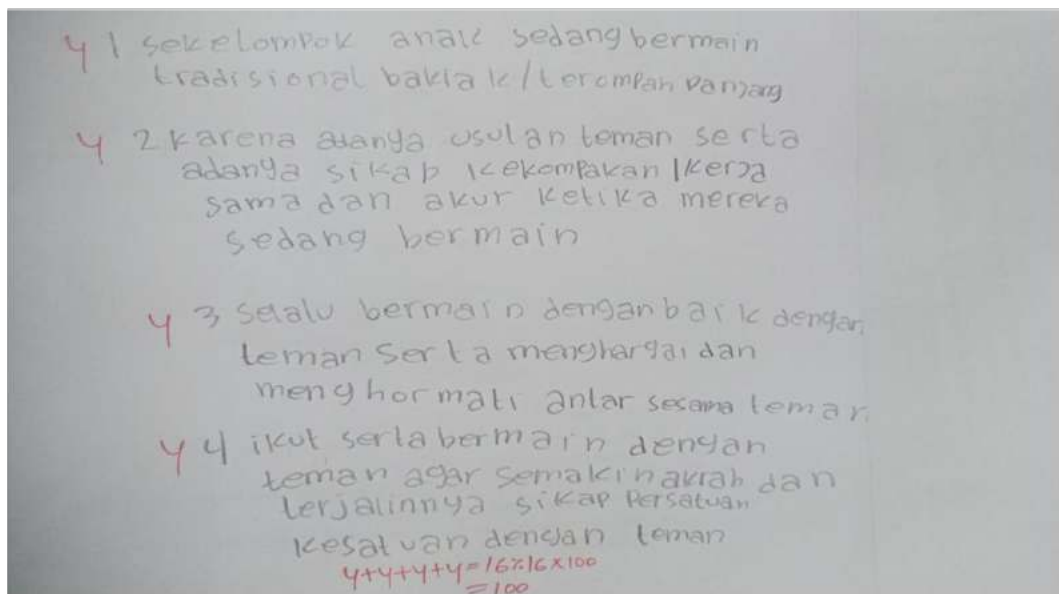 4 1 sekelompok anak sedang bermain
tradisional bakiak/terompah panjang
4 2 karena adanya usulan teman serta
adanya sikap kekompakan/kerja
sama dan akur ketika mereka
sedang bermain
4 3 selalu bermain dengan baik dengan
teman serta menghargai dan
menghormati antar sesama teman
4 4 ikut serta bermain dengan
teman agar semakin akrab dan
terjalinnya sikap persatuan
kesatuan dengan teman
4+4+4+4=16%16x100
=100